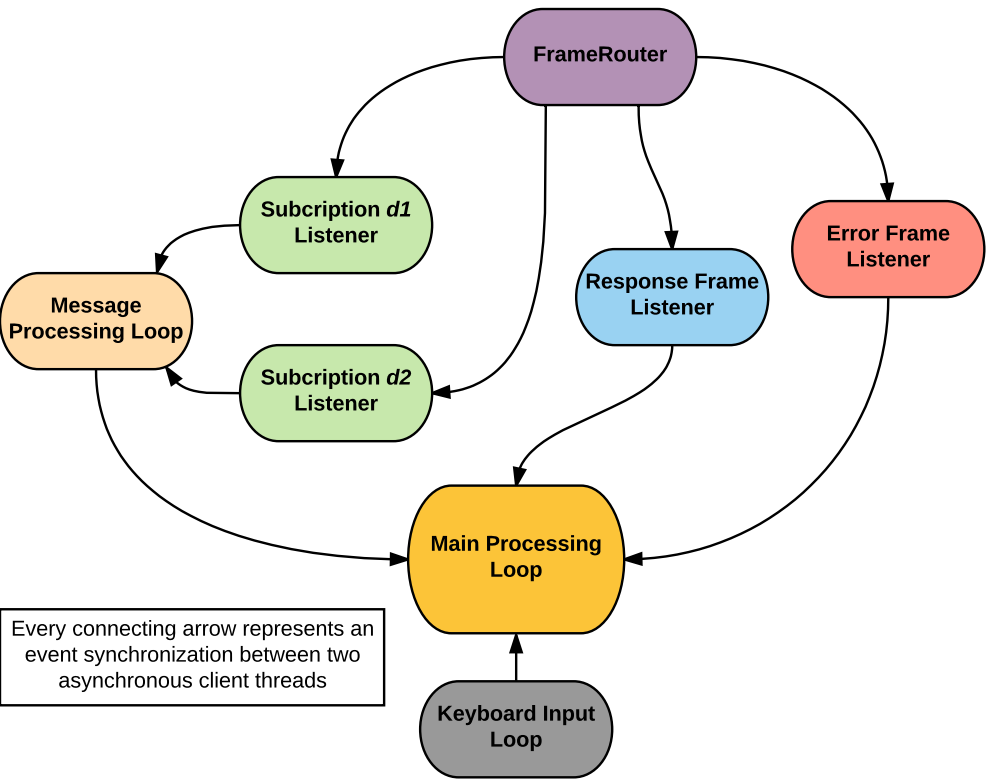 FrameRouter
Subcription d1
Listener
Error Frame
Listener
Response Frame
Listener
Message
Processing Loop
Subcription d2
Listener
Main Processing
Loop
Every connecting arrow represents an
event synchronization between two
asynchronous client threads
Keyboard Input
Loop